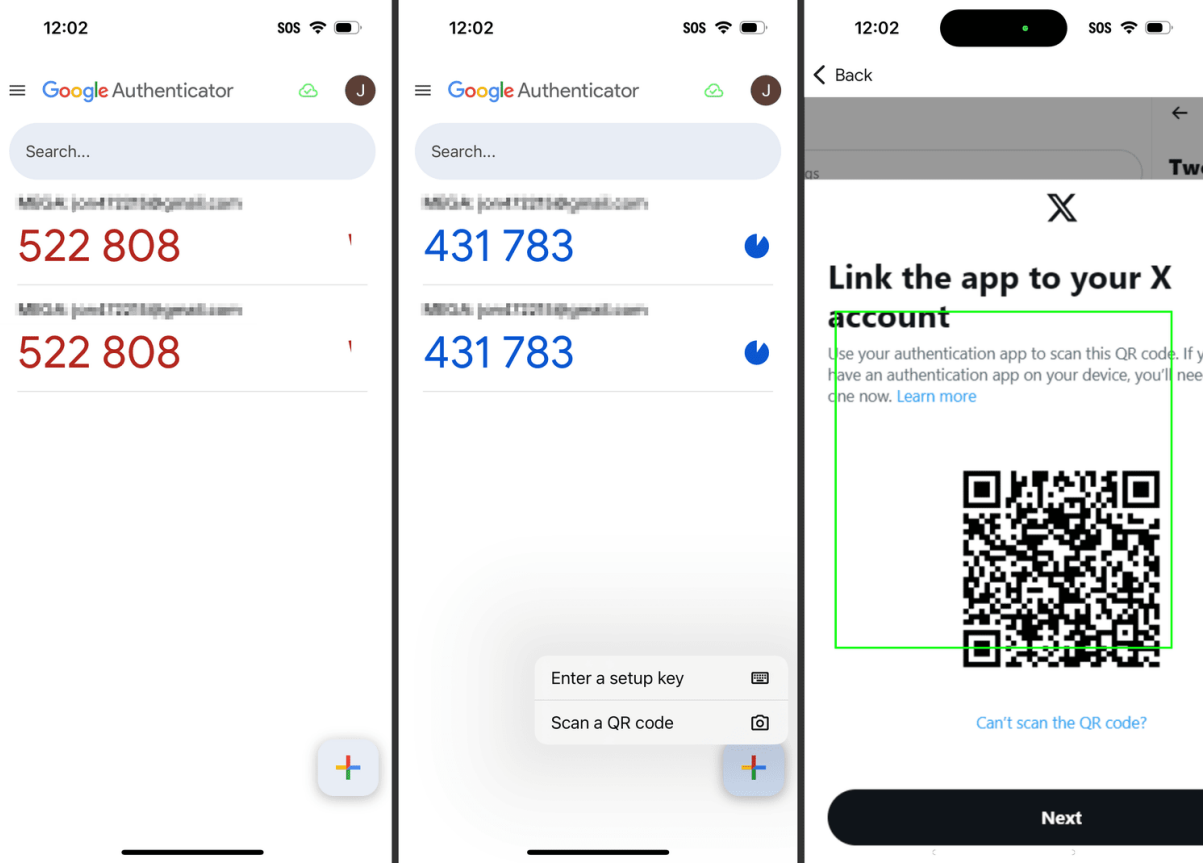 12:02
SOS
Google Authenticator
J
Search...
522 808
522 808
12:02
SOS
Google Authenticator
J
Search...
431 783
431 783
Enter a setup key
Scan a QR code
12:02
SOS
Back
gs
Tw
X
Link the app to your X
account
Use your authentication app to scan this QR code. If y
have an authentication app on your device, you'll nee
one now. Learn more
Can't scan the QR code?
Next